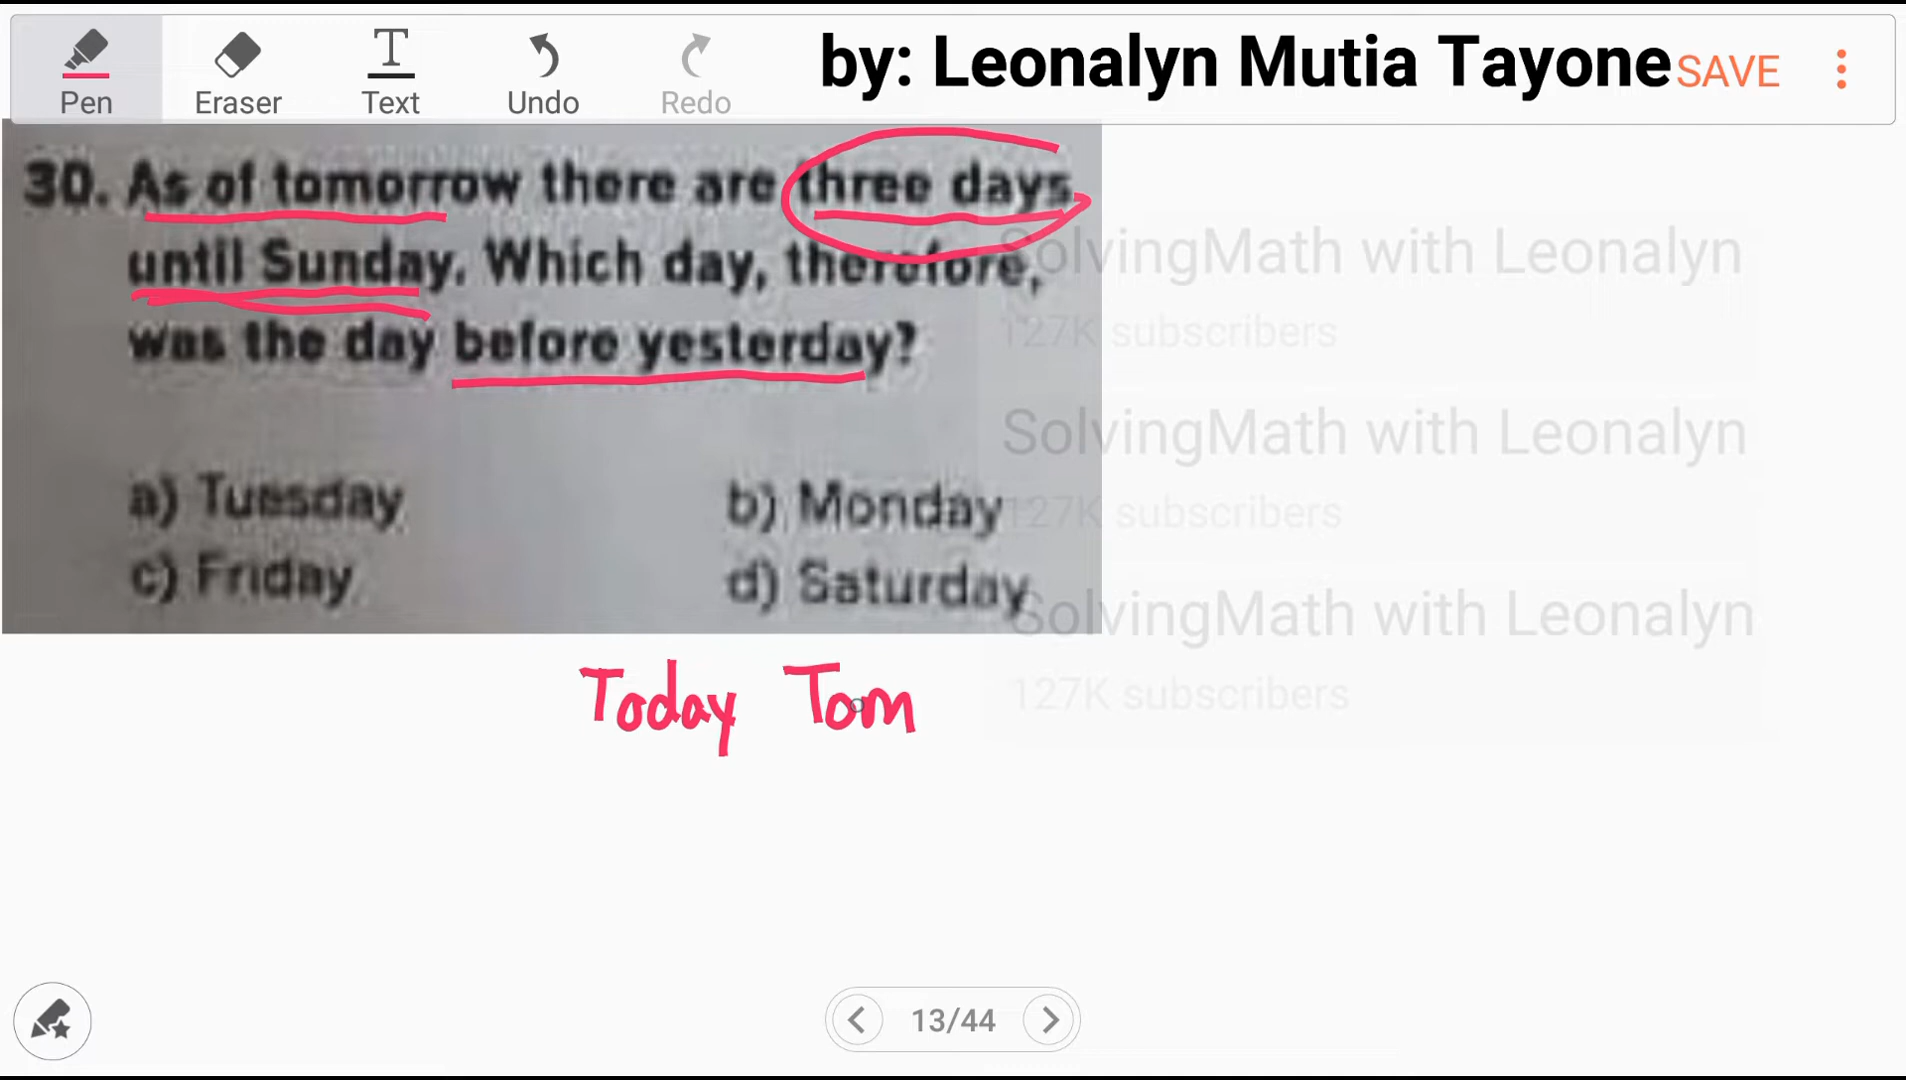 Pen
Eraser
Text
Undo
Redo
by: Leonalyn Mutia Tayone
SAVE
30. As of tomorrow there are three days
until Sunday. Which day, therefore,
was the day before yesterday?
a) Tuesday
b) Monday
c) Friday
d) Saturday
SolvingMath with Leonalyn
127K subscribers
SolvingMath with Leonalyn
127K subscribers
SolvingMath with Leonalyn
127K subscribers
Today Tom
13/44